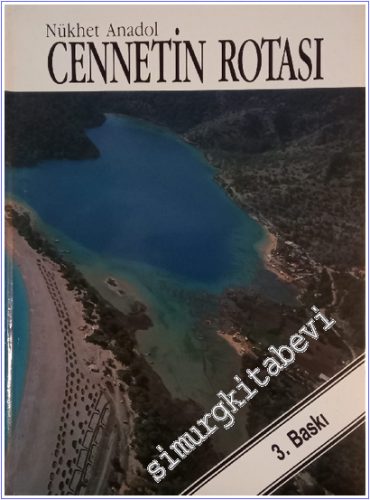 Nükhet Anadol
CENNETİN ROTASI
simurgkitabevi
3. Baskı